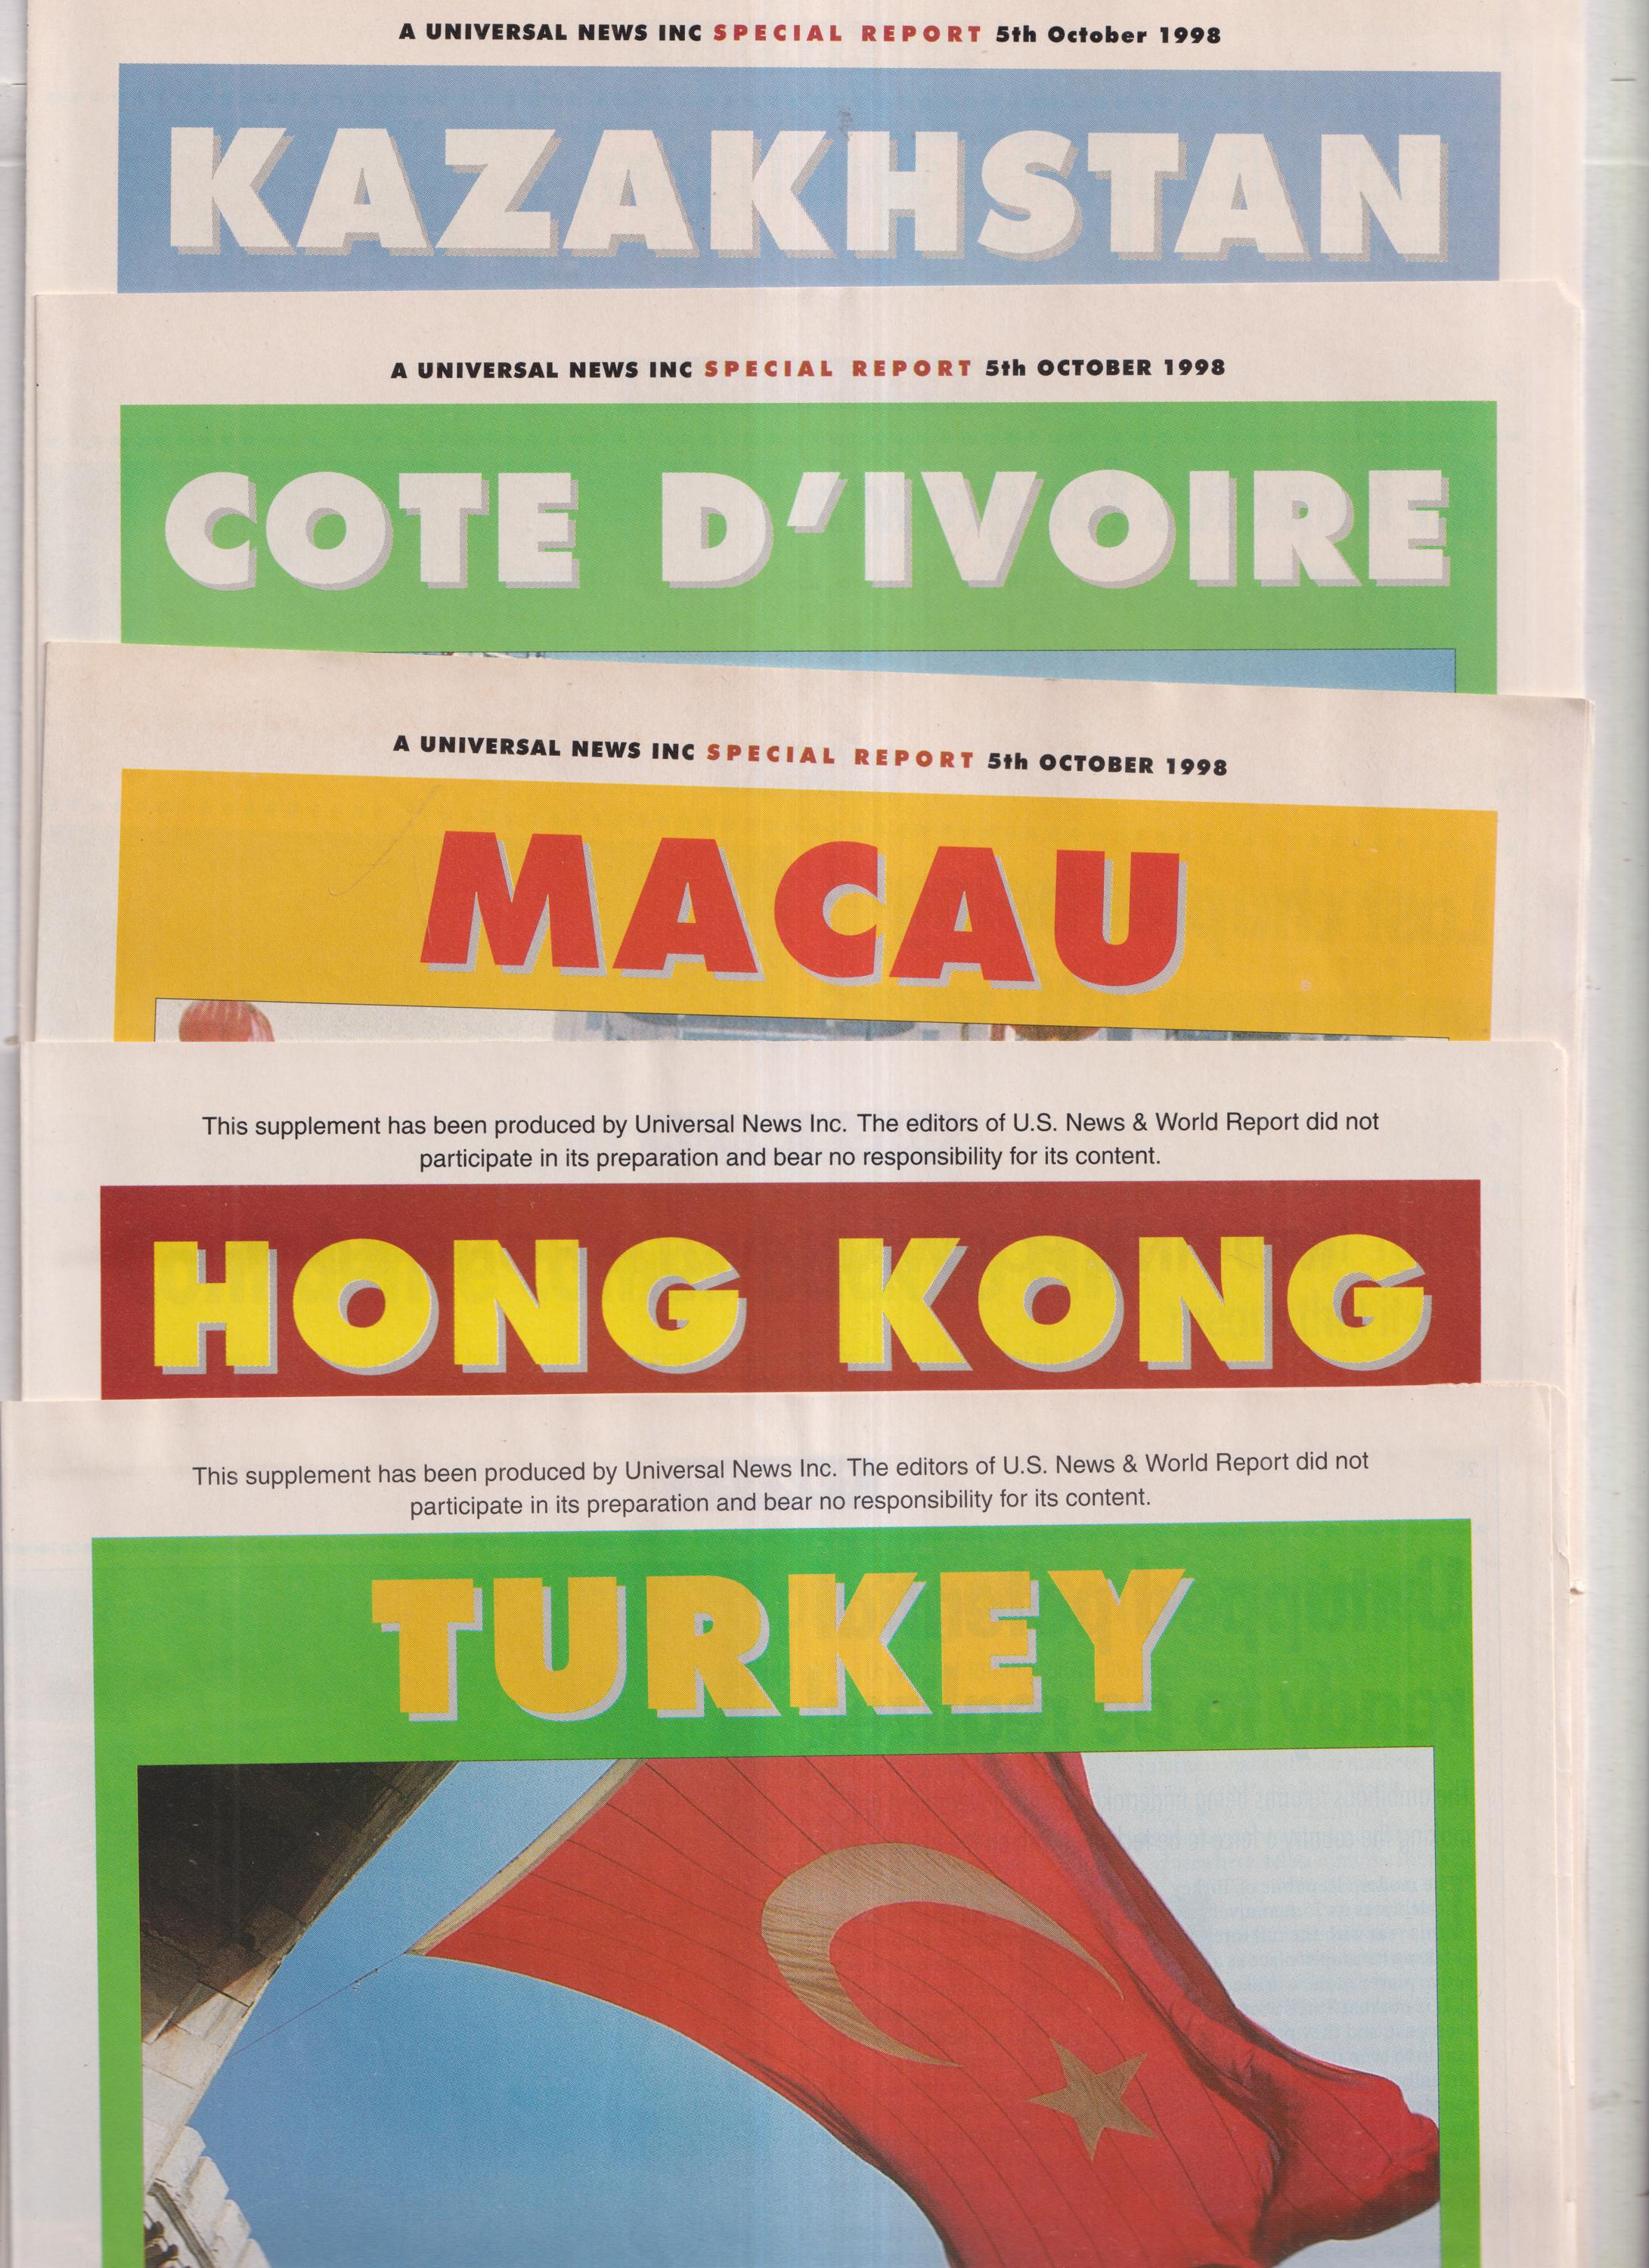 A UNIVERSAL NEWS INC SPECIAL REPORT 5th October 1998
KAZAKHSTAN
A UNIVERSAL NEWS INC SPECIAL REPORT 5th OCTOBER 1998
COTE D'IVOIRE
A UNIVERSAL NEWS INC SPECIAL REPORT 5th OCTOBER 1998
MACAU
This supplement has been produced by Universal News Inc. The editors of U.S. News & World Report did not
participate in its preparation and bear no responsibility for its content.
HONG KONG
This supplement has been produced by Universal News Inc. The editors of U.S. News & World Report did not
participate in its preparation and bear no responsibility for its content.
TURKEY